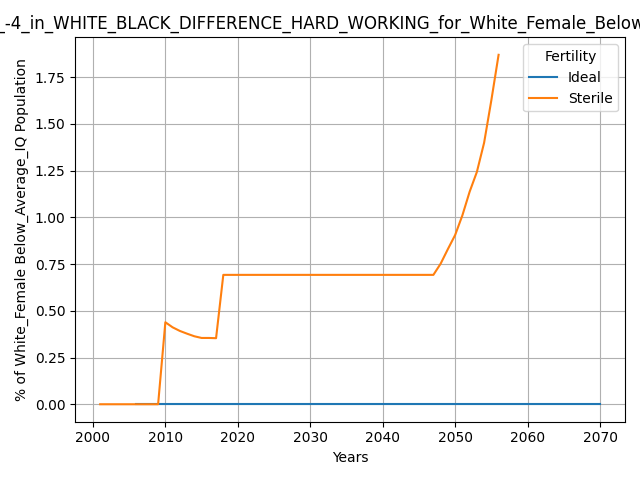 _-4_in_WHITE_BLACK_DIFFERENCE_HARD_WORKING_for_White_Female_Below
Fertility
Ideal
Sterile
% of White_Female Below_Average_IQ Population
1.75
1.50
1.25
1.00
0.75
0.50
0.25
0.00
2000 2010 2020 2030 2040 2050 2060 2070
Years